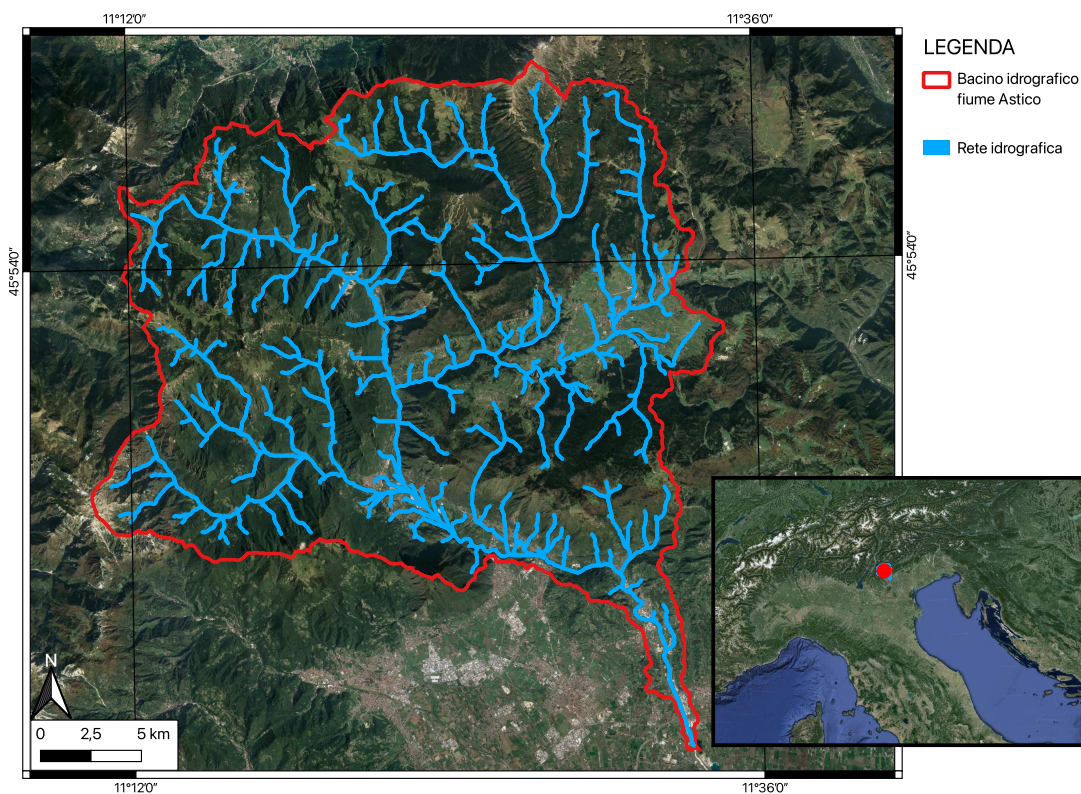 11°12'0"
11°36'0"
LEGENDA
Bacino idrografico
fiume Astico
Rete idrografica
45°54'0"
45°54'0"
N
0 2,5 5 km
11°12'0"
11°36'0"